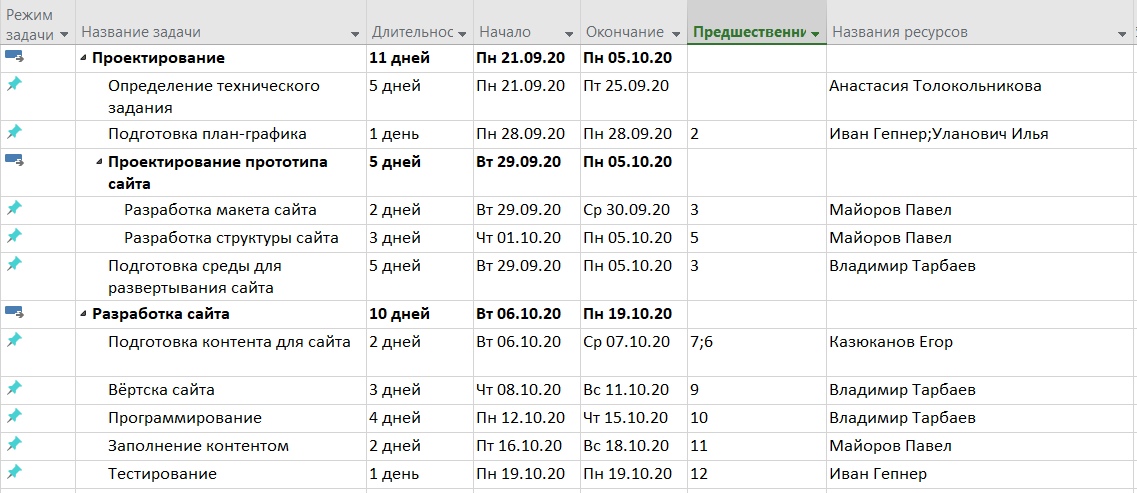 Режим задачи Название задачи Длительнос Начало Окончание Предшественни Названия ресурсов
Проектирование 11 дней Пн 21.09.20 Пн 05.10.20
Определение технического задания 5 дней Пн 21.09.20 Пт 25.09.20 Анастасия Толокольникова
Подготовка план-графика 1 день Пн 28.09.20 Пн 28.09.20 2 Иван Гепнер;Уланович Илья
Проектирование прототипа сайта 5 дней Вт 29.09.20 Пн 05.10.20
Разработка макета сайта 2 дней Вт 29.09.20 Ср 30.09.20 3 Майоров Павел
Разработка структуры сайта 3 дней Чт 01.10.20 Пн 05.10.20 5 Майоров Павел
Подготовка среды для развертывания сайта 5 дней Вт 29.09.20 Пн 05.10.20 3 Владимир Тарбаев
Разработка сайта 10 дней Вт 06.10.20 Пн 19.10.20
Подготовка контента для сайта 2 дней Вт 06.10.20 Ср 07.10.20 7;6 Казюканов Егор
Вёртска сайта 3 дней Чт 08.10.20 Вс 11.10.20 9 Владимир Тарбаев
Программирование 4 дней Пн 12.10.20 Чт 15.10.20 10 Владимир Тарбаев
Заполнение контентом 2 дней Пт 16.10.20 Вс 18.10.20 11 Майоров Павел
Тестирование 1 день Пн 19.10.20 Пн 19.10.20 12 Иван Гепнер